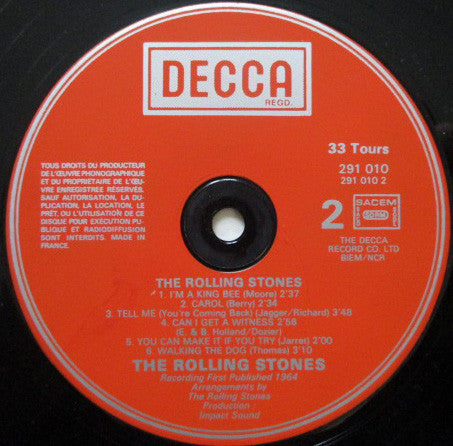 DECCA
REGD.
33 Tours
291 010
291 010 2
2
SACEM
SDRM
THE DECCA
RECORD CO. LTD
BIEM/NCR
TOUS DROITS DU PRODUCTEUR
DE L'ŒUVRE PHONOGRAPHIQUE
ET DU PROPRIETAIRE DE L'ŒU-
VRE ENREGISTRÉE RÉSERVÉS.
SAUF AUTORISATION, LA DU-
PLICATION, LA LOCATION, LE
PRÊT, OU L'UTILISATION DE CE
DISQUE POUR EXÉCUTION PU-
BLIQUE ET RADIODIFFUSION
SONT INTERDITS. MADE IN
FRANCE.
THE ROLLING STONES
1. I'M A KING BEE (Moore) 2'37
2. CAROL (Berry) 2'34
3. TELL ME (You're Coming Back) (Jagger/Richard) 3'48
4. CAN I GET A WITNESS 2'58
(E. & B. Holland/Dozier)
5. YOU CAN MAKE IT IF YOU TRY (Jarret) 2'00
6. WALKING THE DOG (Thomas) 3'10
THE ROLLING STONES
Recording First Published 1964
Arrangements by
The Rolling Stones
Production
Impact Sound